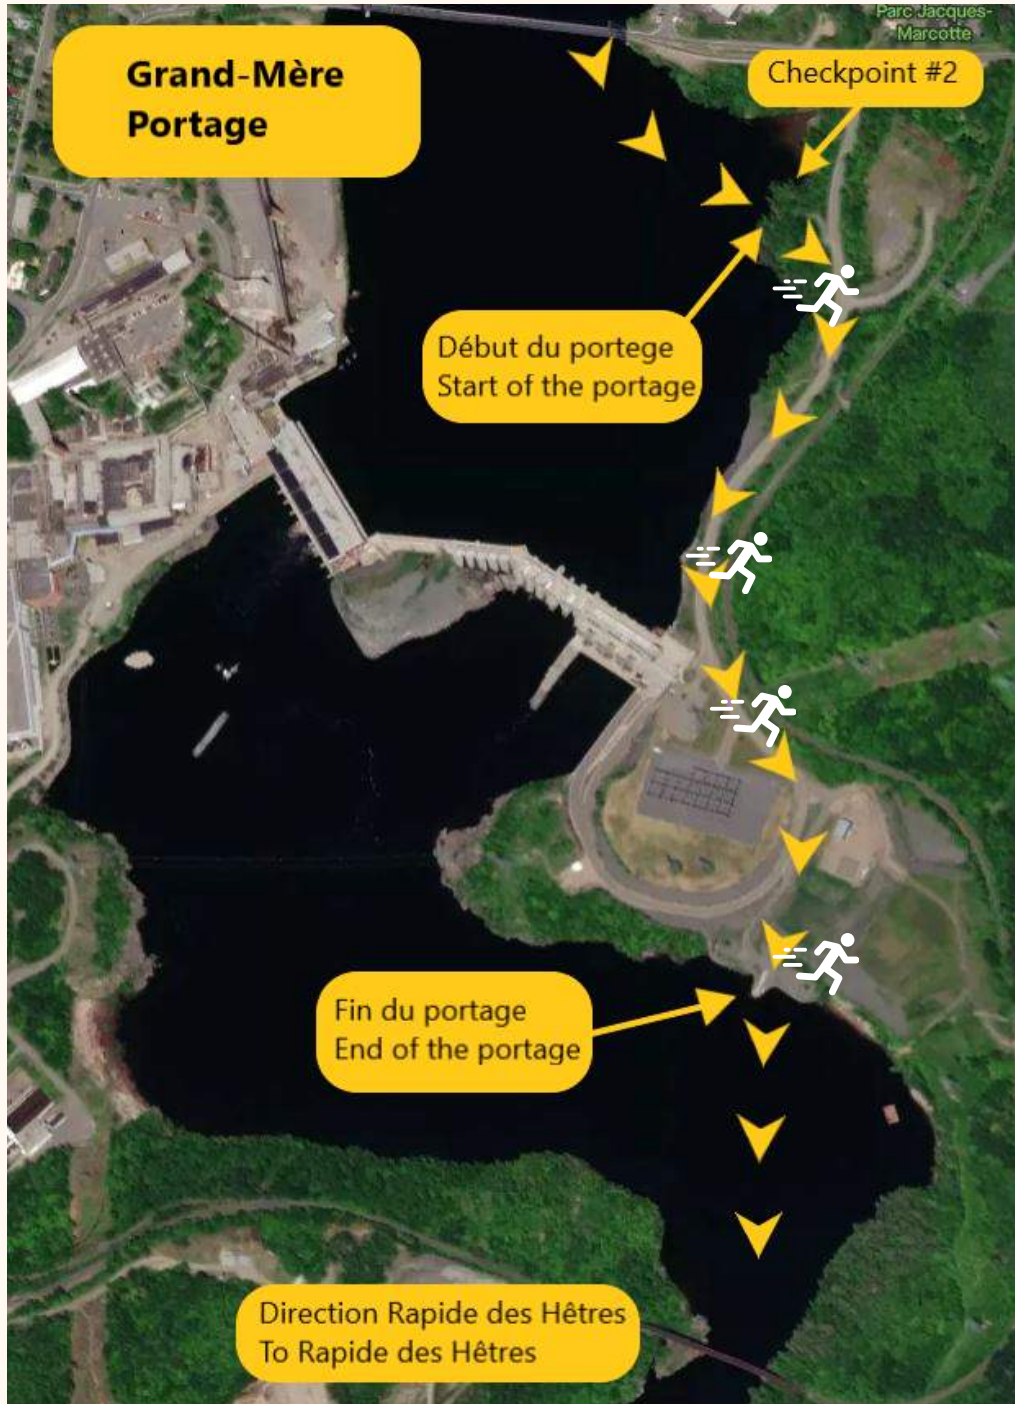 Parc Jacques-
Marcotte
Grand-Mère
Portage
Checkpoint #2
Début du portege
Start of the portage
Fin du portage
End of the portage
Direction Rapide des Hêtres
To Rapide des Hêtres